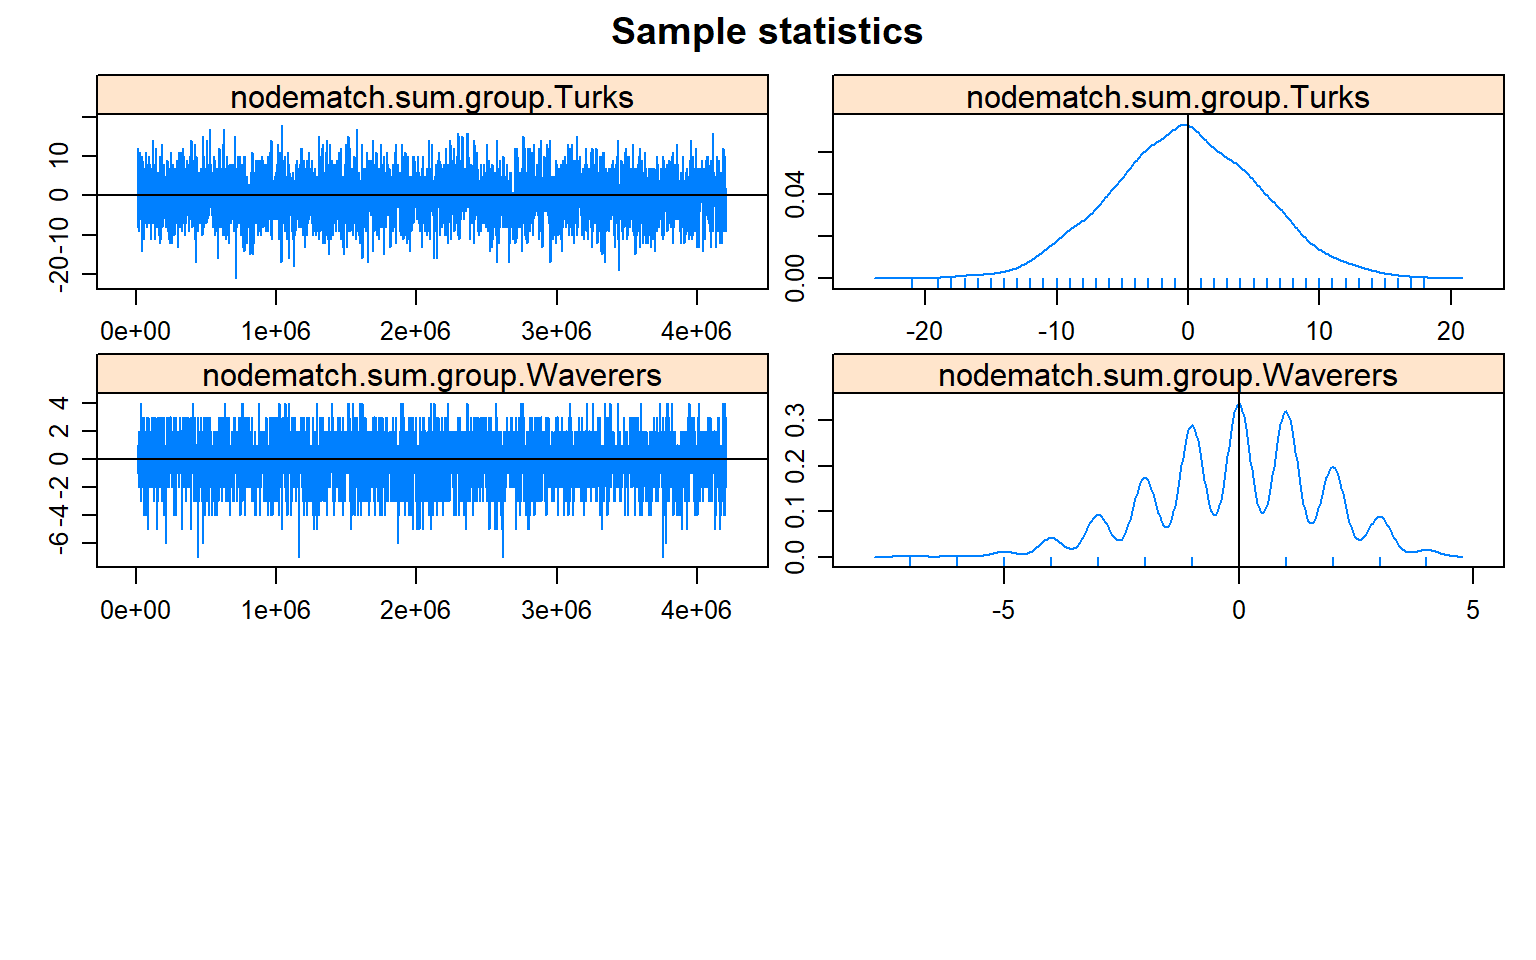 Sample statistics
nodematch.sum.group.Turks
10
0
-10
-20
0e+00 1e+06 2e+06 3e+06 4e+06
nodematch.sum.group.Turks
0.04
0.00
-20 -10 0 10 20
nodematch.sum.group.Waverers
4
2
0
-2
-4
-6
0e+00 1e+06 2e+06 3e+06 4e+06
nodematch.sum.group.Waverers
0.3
0.2
0.1
0.0
-5 0 5